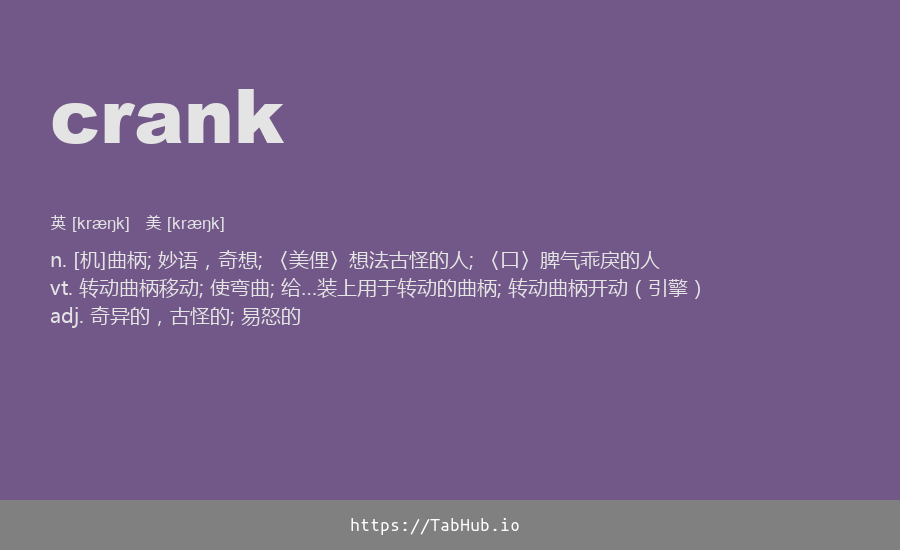 crank
英 [kræŋk] 美 [kræŋk]
n. [机]曲柄; 妙语，奇想; 〈美俚〉想法古怪的人; 〈口〉脾气乖戾的人
vt. 转动曲柄移动; 使弯曲; 给…装上用于转动的曲柄; 转动曲柄开动（引擎）
adj. 奇异的，古怪的; 易怒的
https://TabHub.io